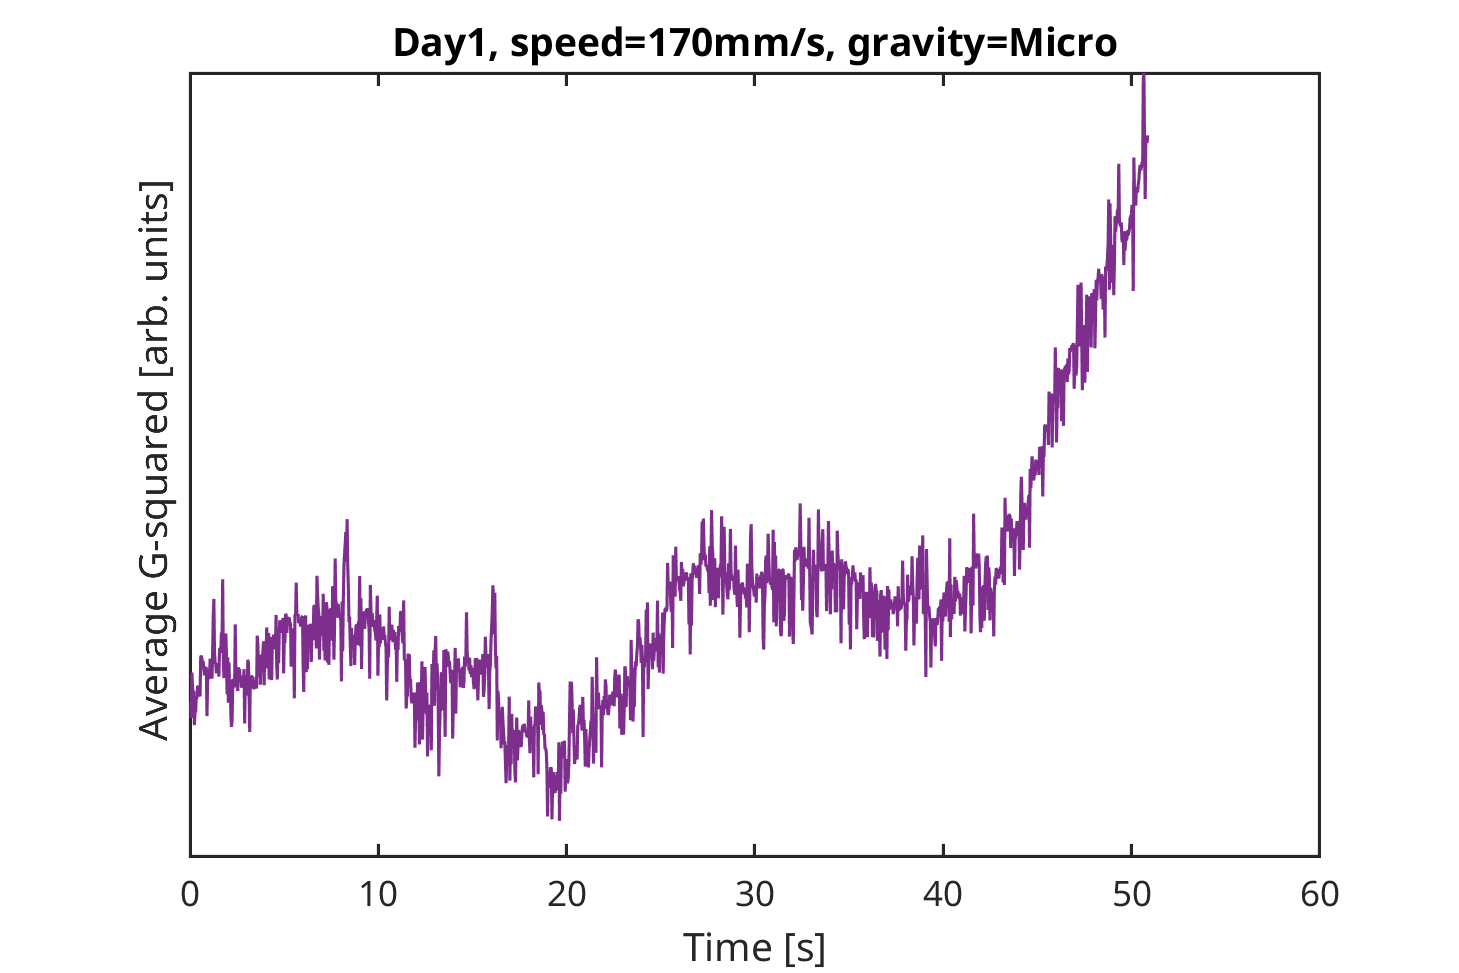 Day1, speed=170mm/s, gravity=Micro
Average G-squared [arb. units]
0 10 20 30 40 50 60
Time [s]